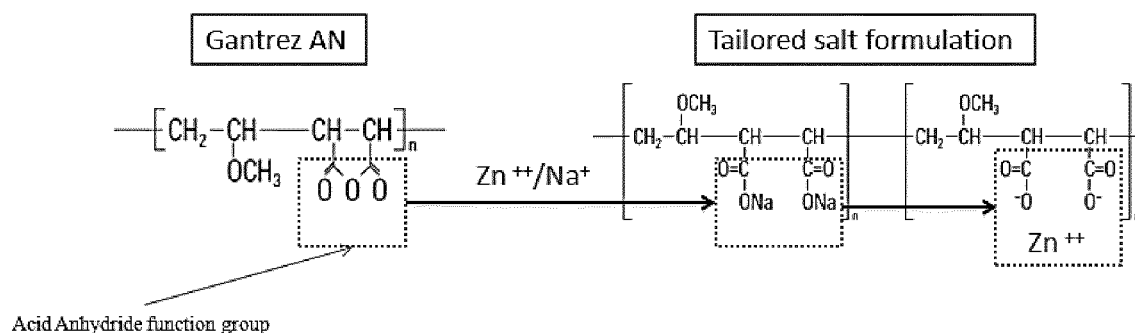 Gantrez AN
Tailored salt formulation
CH2 CH CH CH n
OCH3
O O O
Zn ++/Na+
OCH3
CH2 CH CH CH
O=C C=O
ONa ONa n
OCH3
CH2 CH CH CH
O=C C=O
-O O-
Zn ++
Acid Anhydride function group